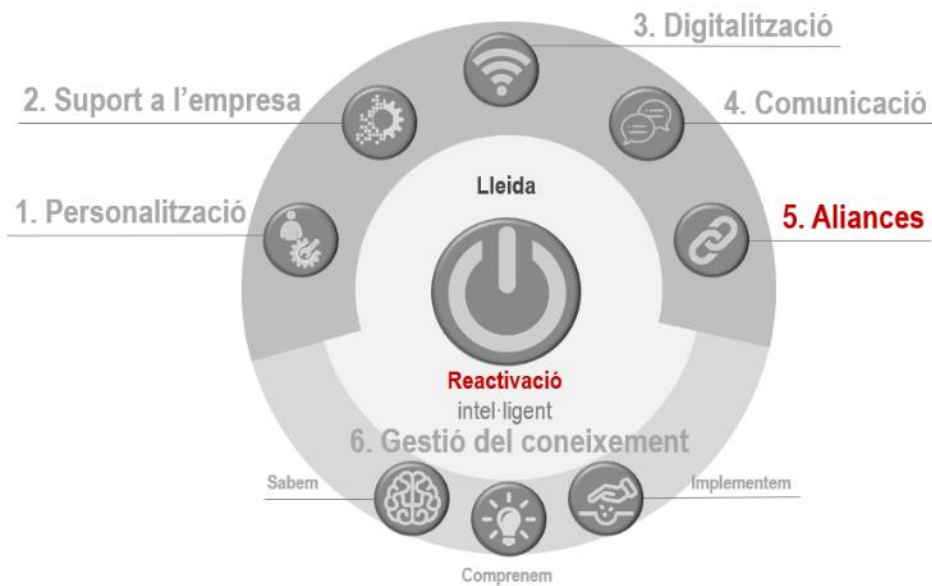 3. Digitalització
2. Suport a l’empresa
4. Comunicació
1. Personalització
Lleida
5. Aliances
Reactivació
intel·ligent
6. Gestió del coneixement
Sabem
Implementem
Comprenem